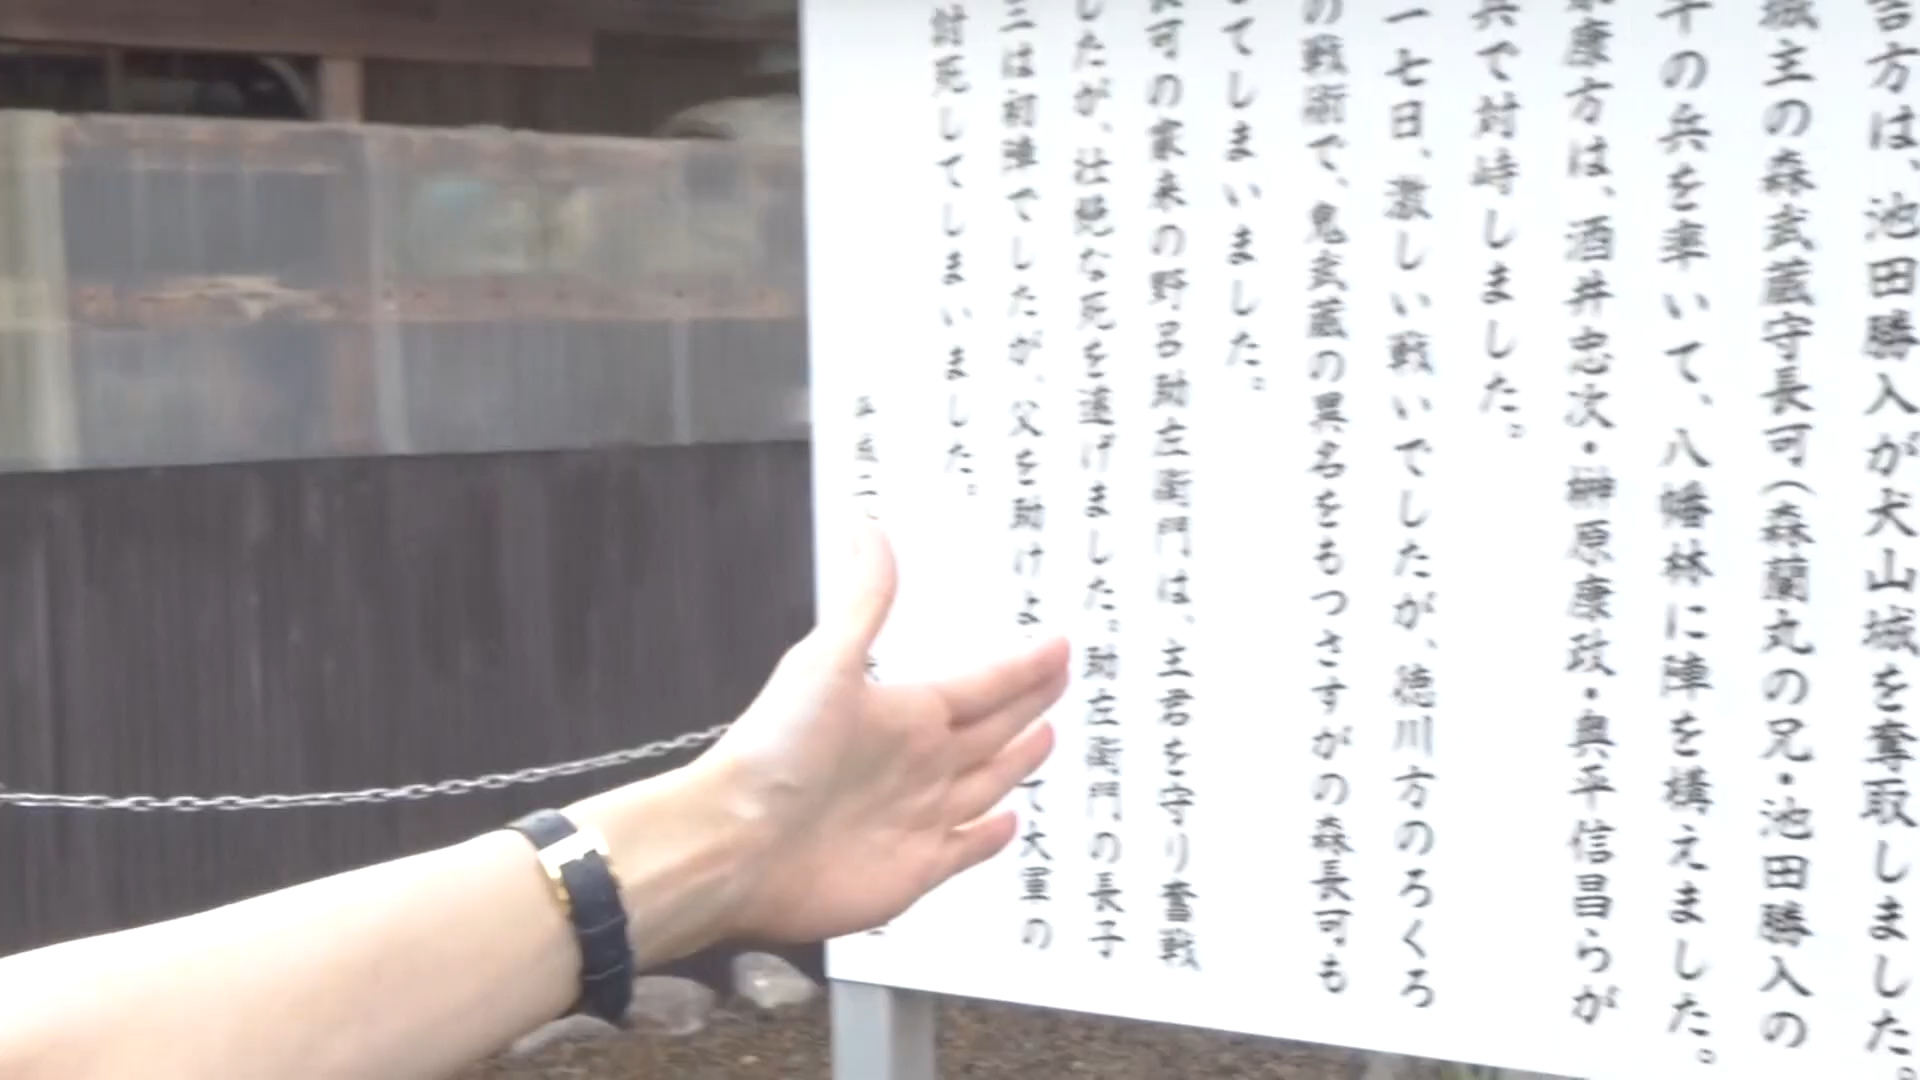 吉方は、池田勝入が犬山城を奪取しました。
城主の森武蔵守長可(森蘭丸の兄・池田勝入の
千の兵を率いて、八幡林に陣を構えました。
家康方は、酒井忠次・榊原康政・奥平信昌らが
兵で対峙しました。
一七日、激しい戦いでしたが、徳川方のろくろ
の戦術で、鬼武蔵の異名をもつさすがの森長可も
てしまいました。
長可の家来の野呂助左衛門は、主君を守り奮戦
したが、壮絶な死を遂げました。助左衛門の長子
三は初陣でしたが、父を助けよ て大軍の
討死してしまいました。
平成二